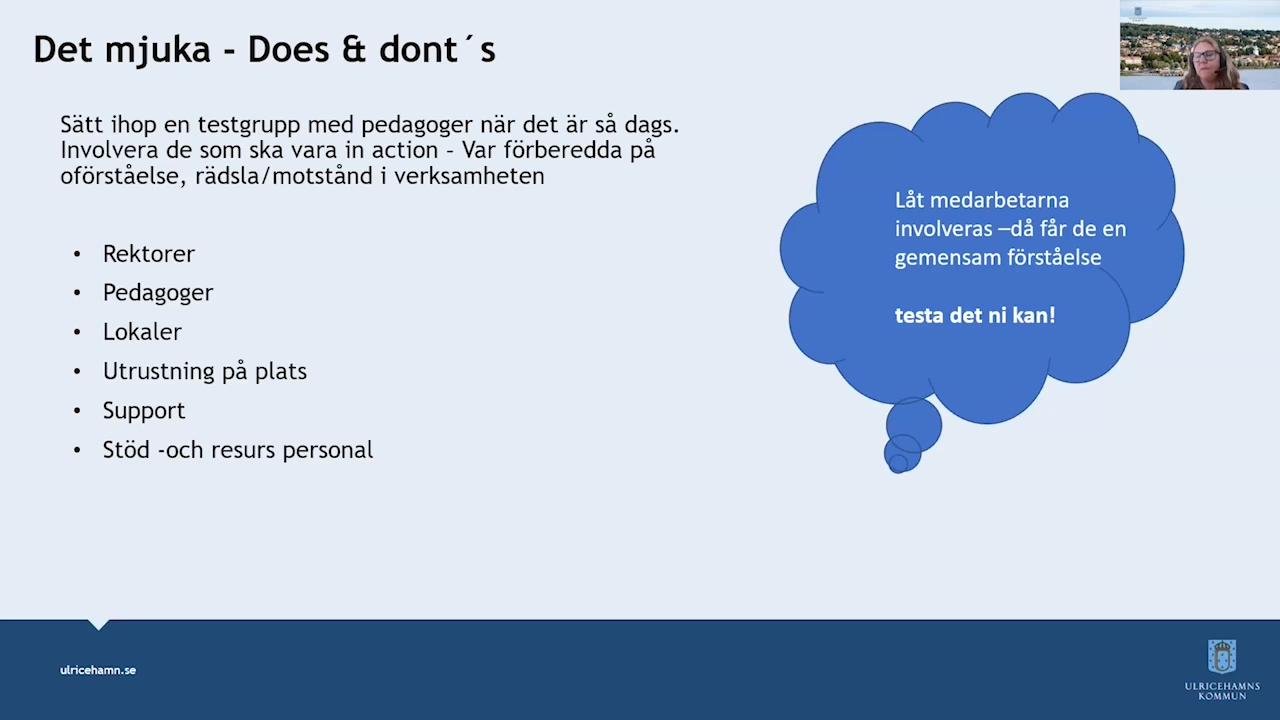 Det mjuka - Does & dont´s
Sätt ihop en testgrupp med pedagoger när det är så dags.
Involvera de som ska vara in action – Var förberedda på
oförståelse, rädsla/motstånd i verksamheten
• Rektorer
• Pedagoger
• Lokaler
• Utrustning på plats
• Support
• Stöd -och resurs personal
Låt medarbetarna
involveras –då får de en
gemensam förståelse
testa det ni kan!
ulricehamn.se
ULRICEHAMNS
KOMMUN